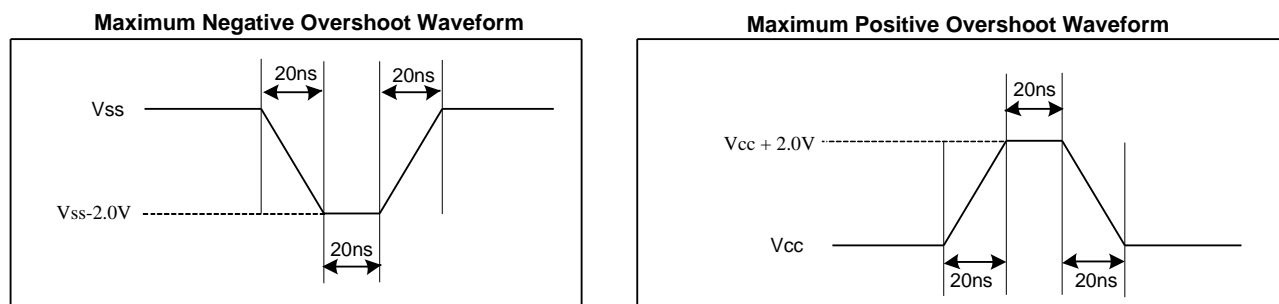 Maximum Negative Overshoot Waveform
20ns
20ns
Vss
Vss-2.0V
20ns
Maximum Positive Overshoot Waveform
20ns
Vcc + 2.0V
Vcc
20ns
20ns